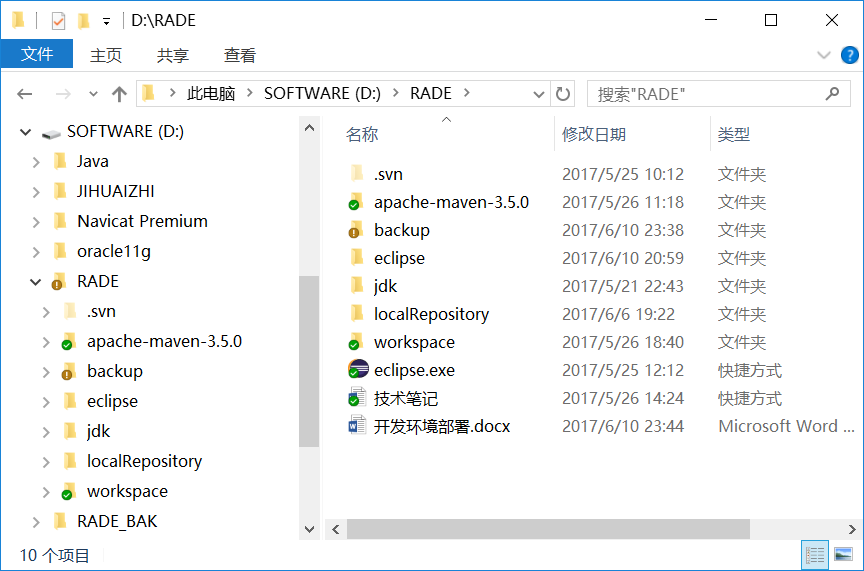 D:\RADE
文件 主页 共享 查看
此电脑 SOFTWARE (D:) RADE 搜索"RADE"
SOFTWARE (D:)
Java
JIHUAIZHI
Navicat Premium
oracle11g
RADE
.svn
apache-maven-3.5.0
backup
eclipse
jdk
localRepository
workspace
RADE_BAK
名称 修改日期 类型
.svn 2017/5/25 10:12 文件夹
apache-maven-3.5.0 2017/5/26 11:18 文件夹
backup 2017/6/10 23:38 文件夹
eclipse 2017/6/10 20:59 文件夹
jdk 2017/5/21 22:43 文件夹
localRepository 2017/6/6 19:22 文件夹
workspace 2017/5/26 18:40 文件夹
eclipse.exe 2017/5/25 12:12 快捷方式
技术笔记 2017/5/26 14:24 快捷方式
开发环境部署.docx 2017/6/10 23:44 Microsoft Word ...
10 个项目